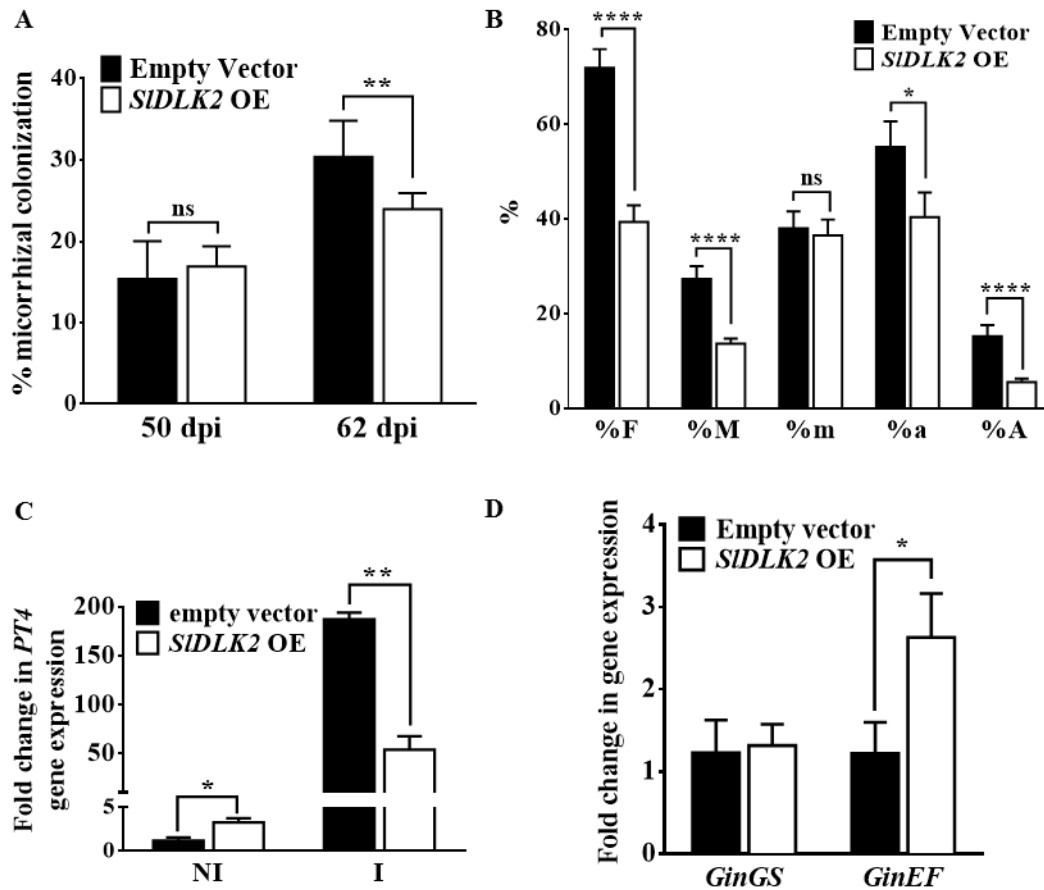 A
Empty Vector
SlDLK2 OE
% micorrhizal colonization
40
30
20
10
0
ns
**
50 dpi
62 dpi
B
Empty Vector
SlDLK2 OE
%
80
60
40
20
0
****
****
ns
*
****
%F
%M
%m
%a
%A
C
empty vector
SlDLK2 OE
Fold change in PT4
gene expression
200
150
100
50
5
0
*
**
NI
I
D
Empty vector
SlDLK2 OE
Fold change in gene expression
4
3
2
1
0
*
GinGS
GinEF